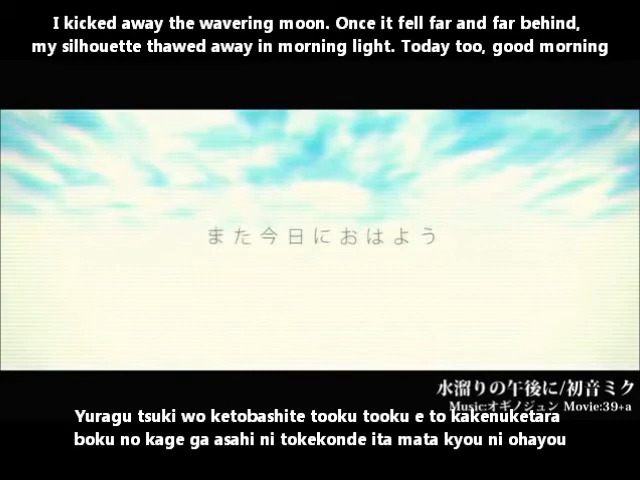 I kicked away the wavering moon. Once it fell far and far behind,
my silhouette thawed away in morning light. Today too, good morning
また今日におはよう
水溜りの午後に/初音ミク
Music:オギノジュン Movie:39+a
Yuragu tsuki wo ketobashite tooku tooku e to kakenuketara
boku no kage ga asahi ni tokekonde ita mata kyou ni ohayou